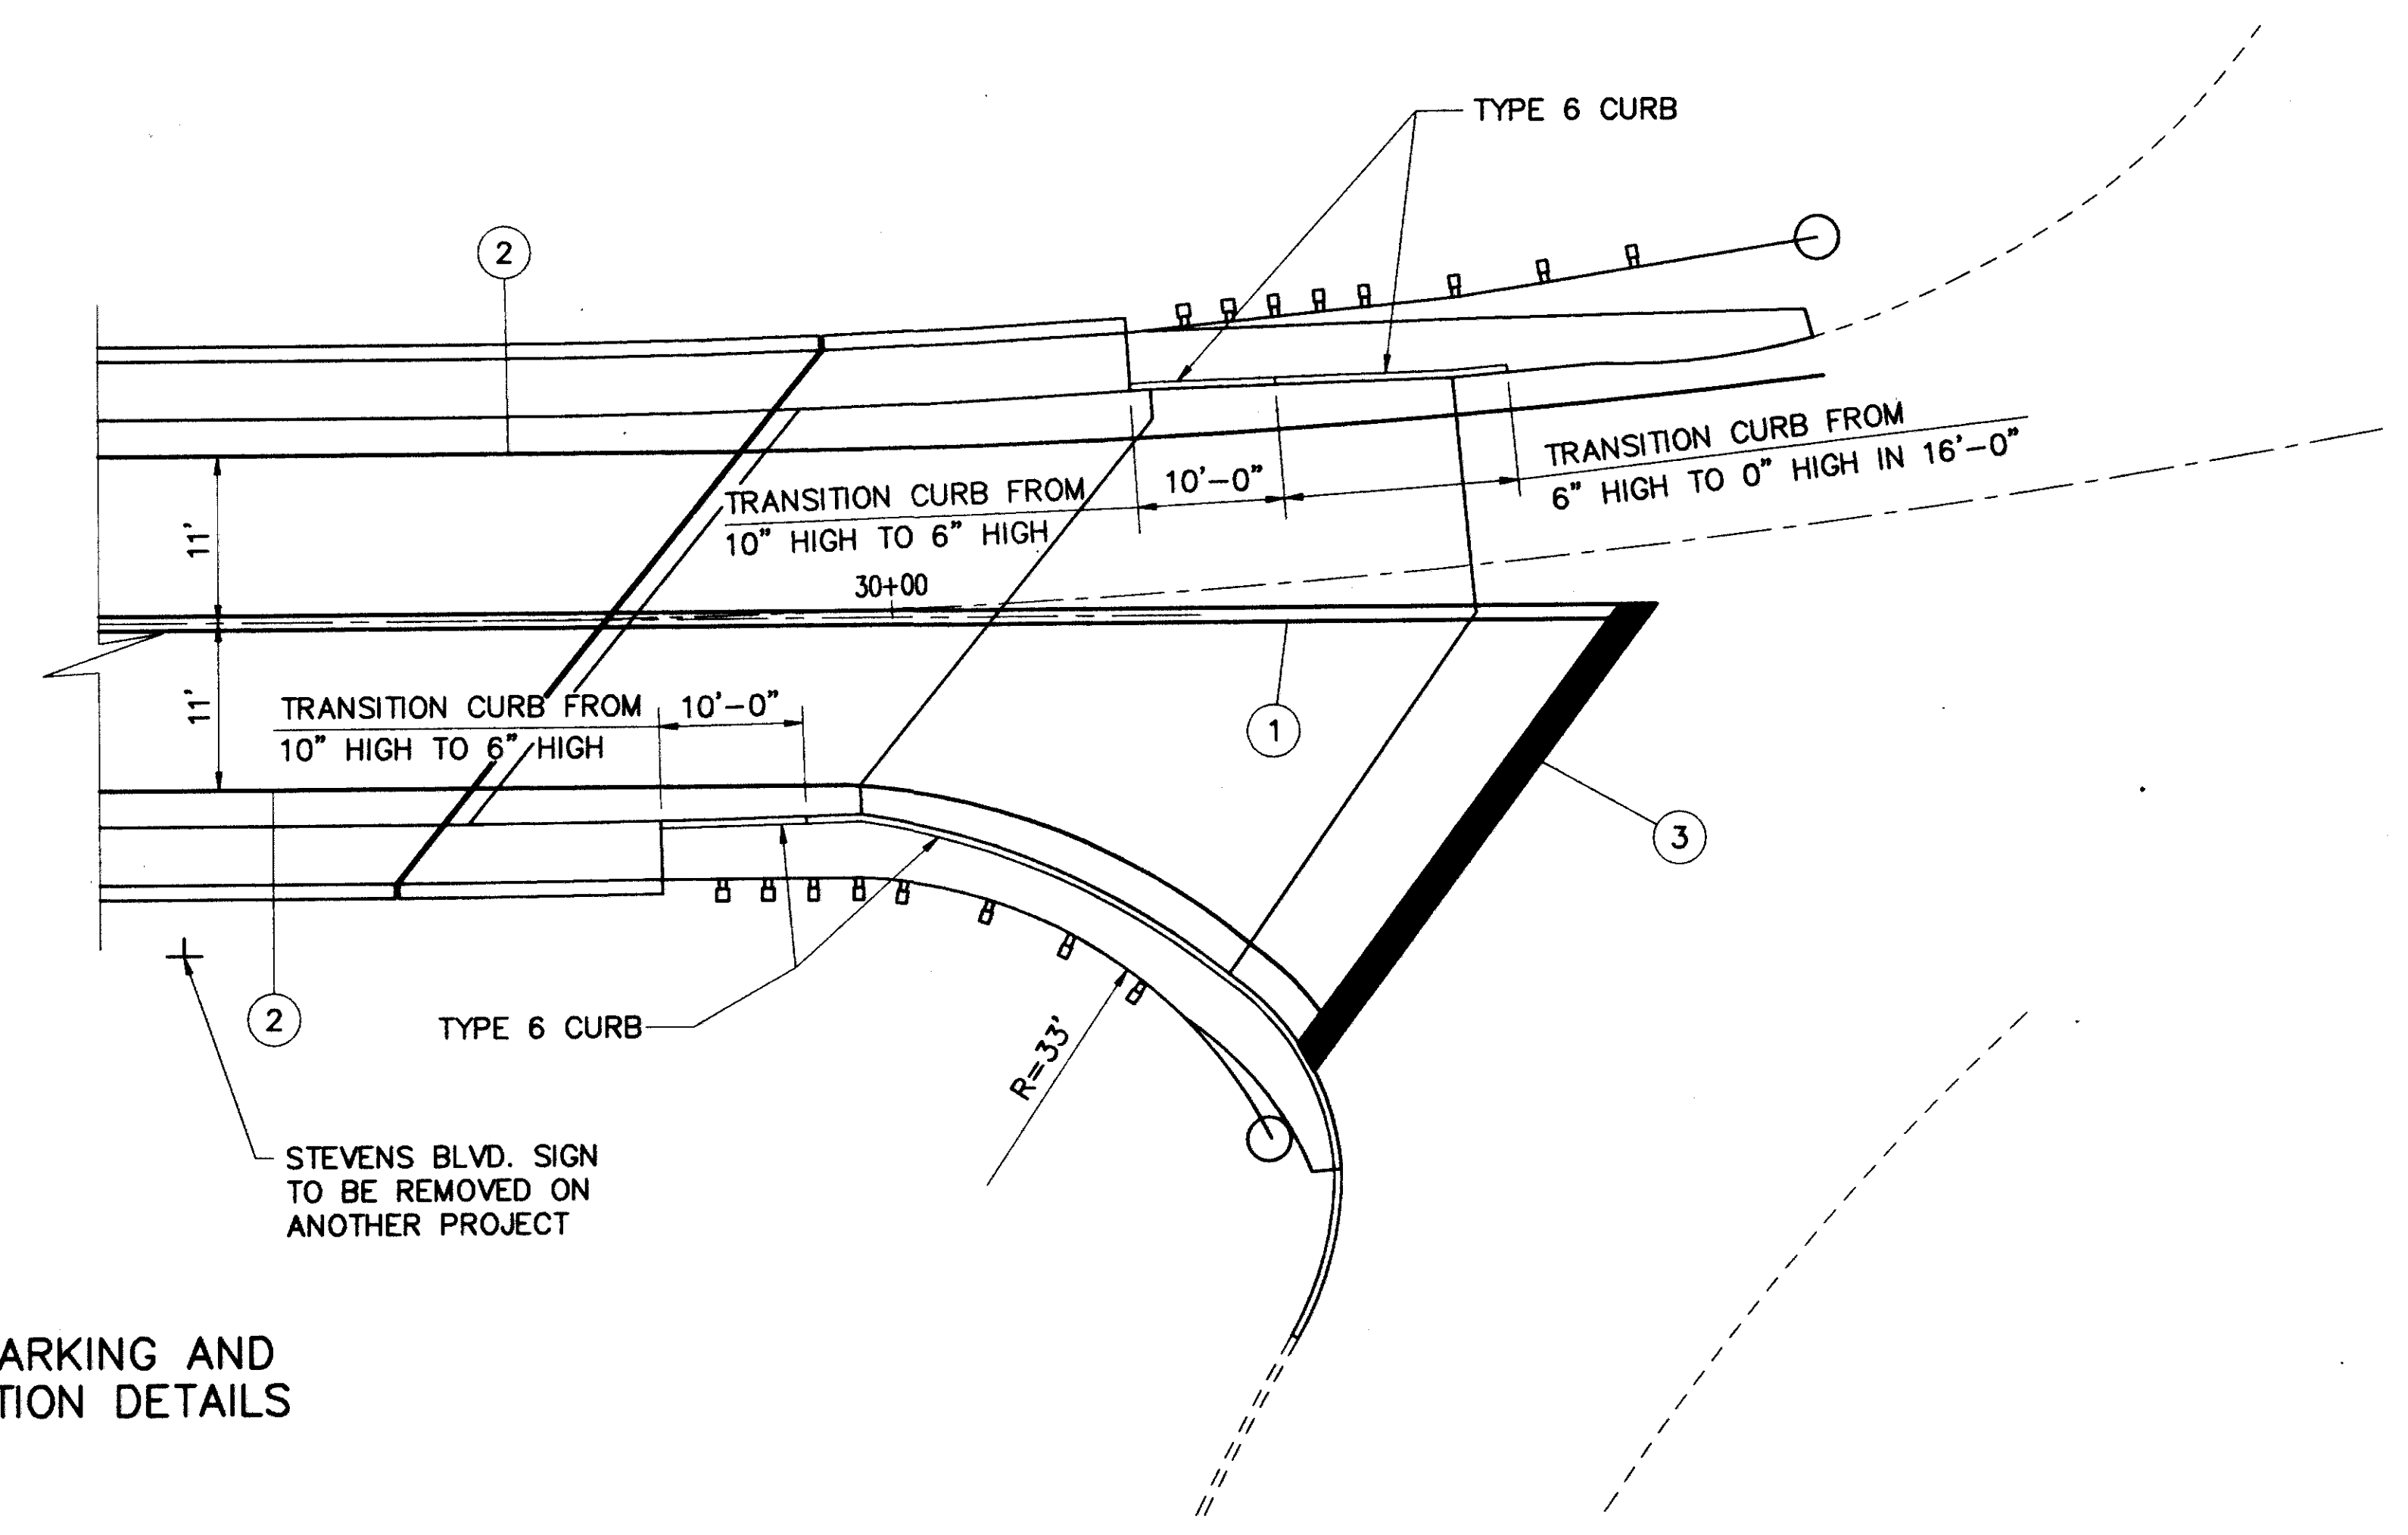 TYPE 6 CURB
2
TRANSITION CURB FROM
6" HIGH TO 0" HIGH IN 16'-0"
TRANSITION CURB FROM
10" HIGH TO 6" HIGH
10'-0"
11'
30+00
11'
TRANSITION CURB FROM
10" HIGH TO 6" HIGH
10'-0"
1
3
2
TYPE 6 CURB
R=33'
STEVENS BLVD. SIGN
TO BE REMOVED ON
ANOTHER PROJECT
ARKING AND
TION DETAILS